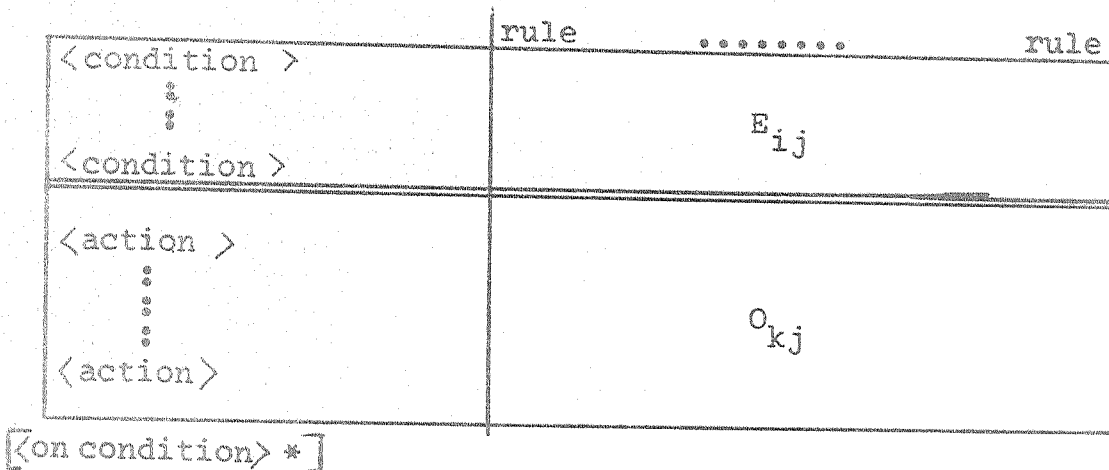 rule ........ rule
<condition >
E_ij
<condition >
<action >
O_kj
<action>
[<on condition> * ]